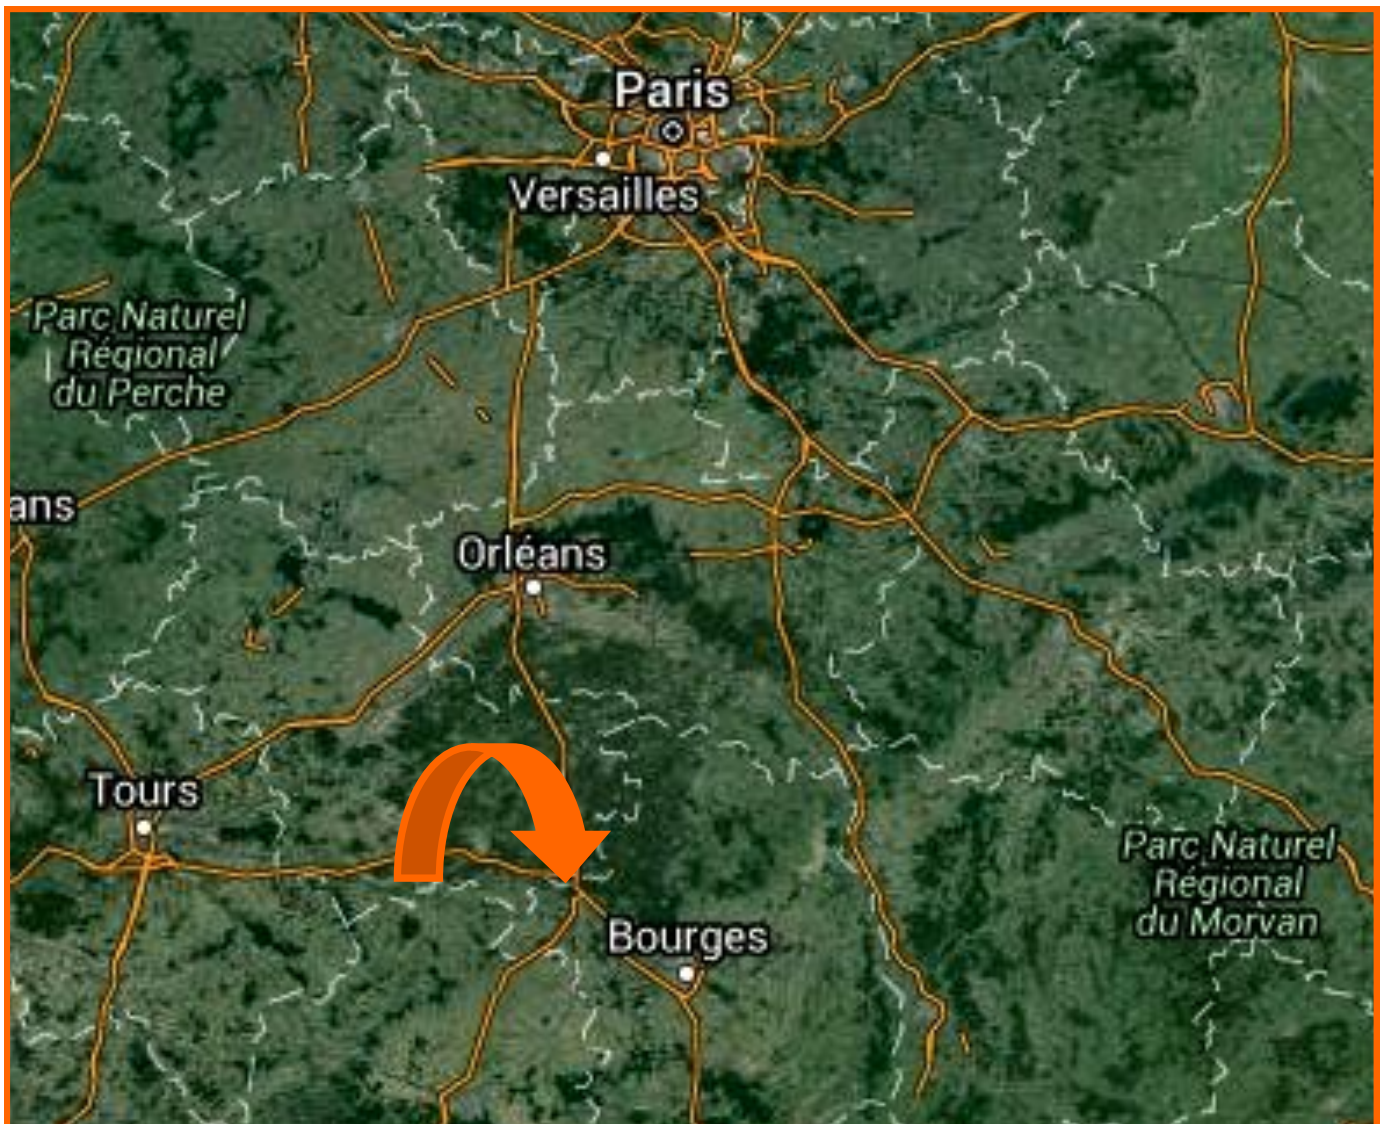 Paris
Versailles
Parc Naturel
Régional
du Perche
ans
Orléans
Tours
Parc Naturel
Régional
du Morvan
Bourges